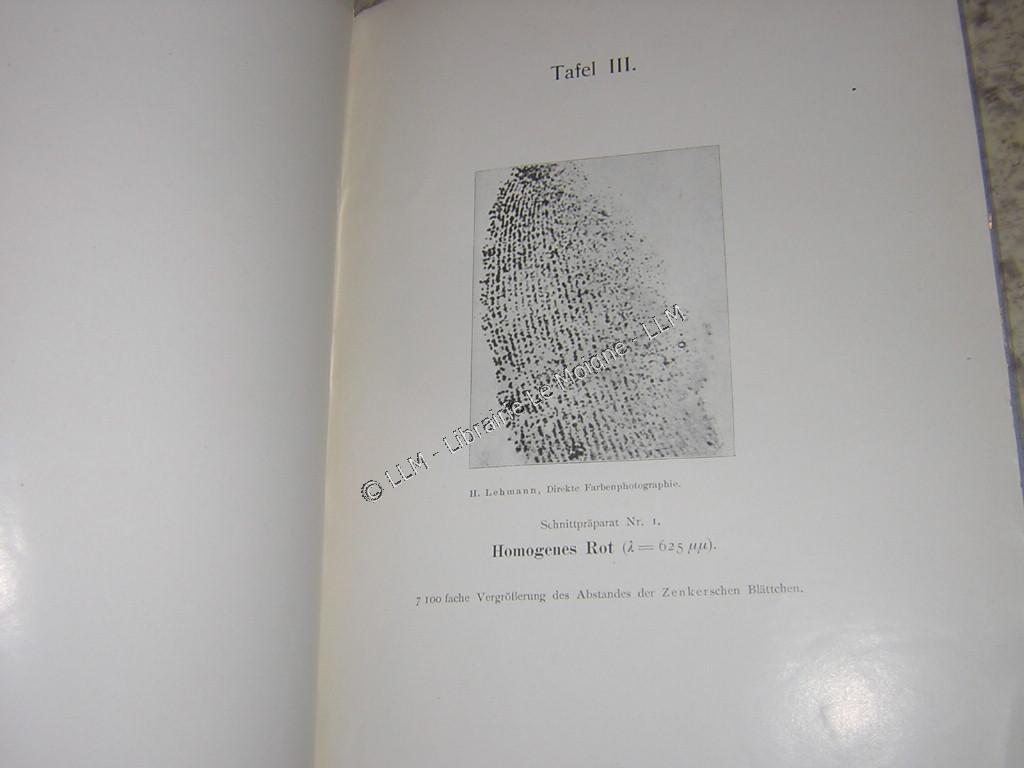 Tafel III.
© LLM - Librairie Le Moione - LLM
H. Lehmann, Direkte Farbenphotographie.
Schnittpräparat Nr. 1.
Homogenes Rot (λ = 625 μμ).
7 100 fache Vergrößerung des Abstandes der Zenkerschen Blättchen.